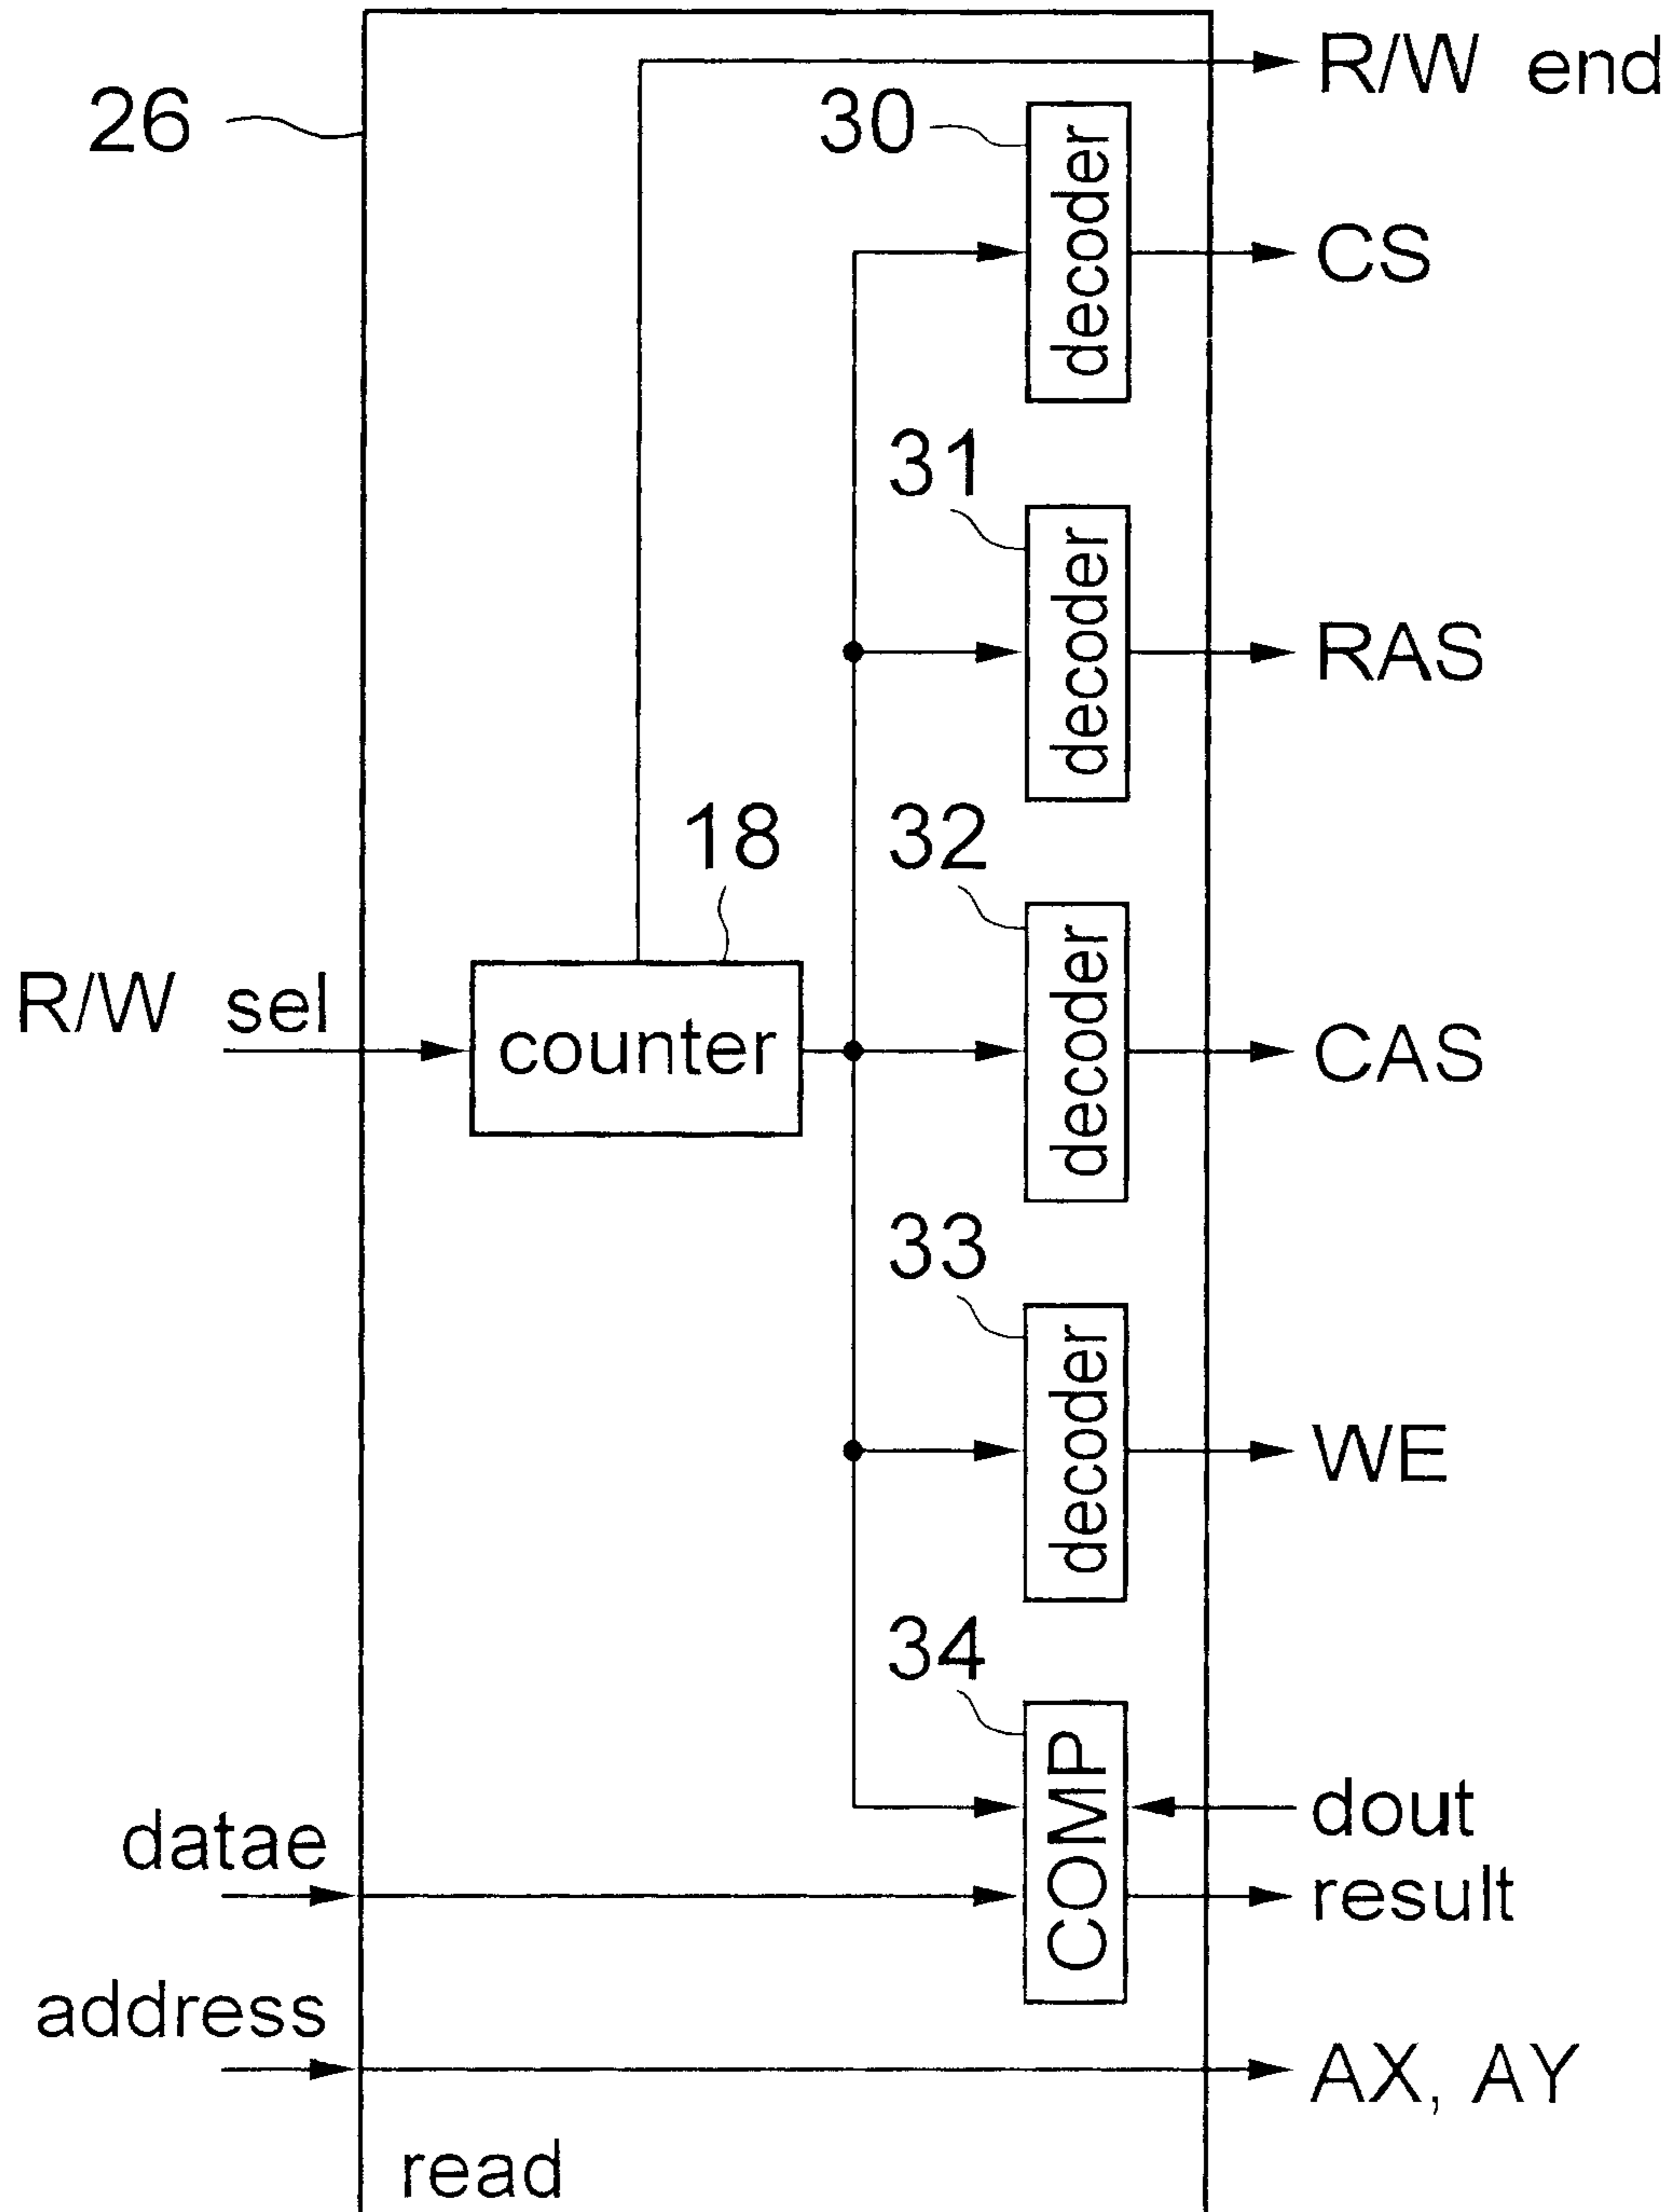 R/W end
26
30
decoder
CS
31
decoder
RAS
18
32
decoder
R/W sel
counter
CAS
33
decoder
WE
34
COMP
dout
datae
result
address
AX, AY
read